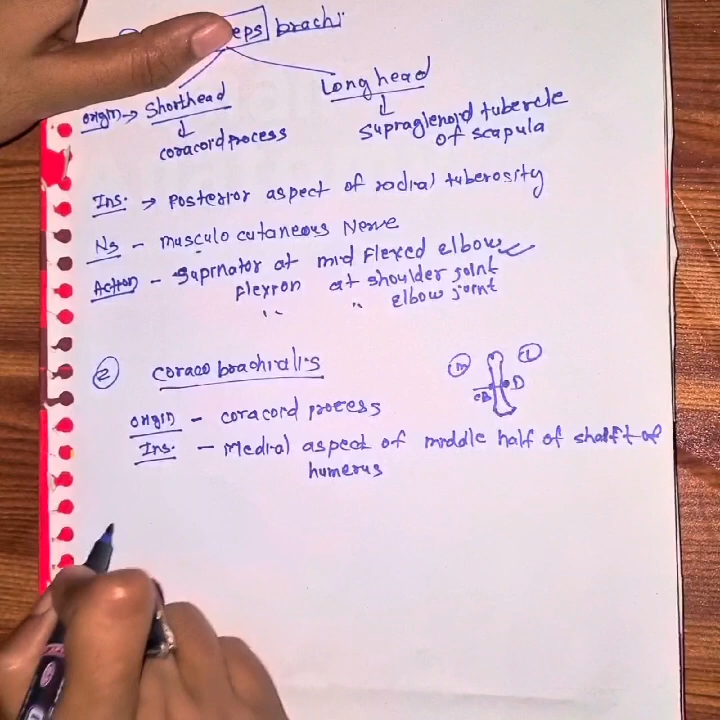 eps brachi
Short head
Long head
origin →
coracoid process
supraglenoid tubercle
of scapula
Ins. → Posterior aspect of radial tuberosity
Ns - musculo cutaneous Nerve
Action - Supinator at mid flexed elbow
flexion at shoulder joint
" " elbow joint
② coraco brachialis
M L
CB D
origin - coracoid process
Ins. - Medial aspect of middle half of shaft of
humerus